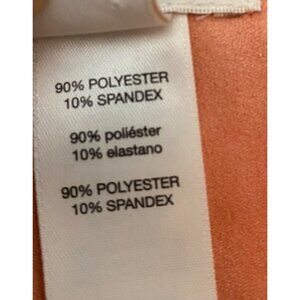 90% POLYESTER
10% SPANDEX
90% poliéster
10% elastano
90% POLYESTER
10% SPANDEX